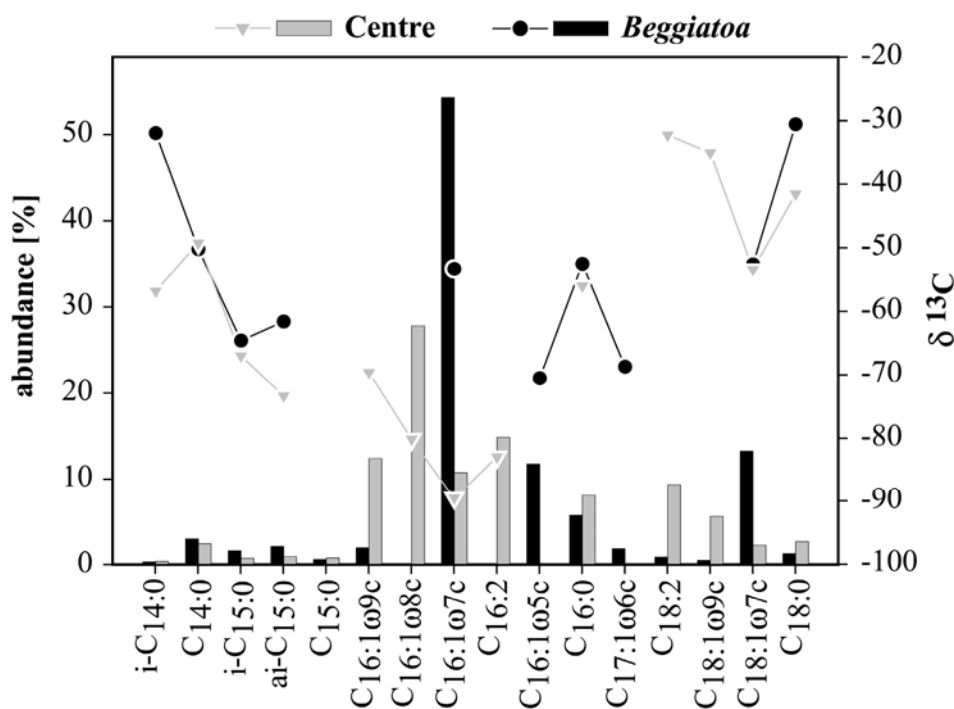 Centre Beggiatoa
abundance [%]
50
40
30
20
10
0
-20
-30
-40
-50
-60
-70
-80
-90
-100
δ 13C
i-C14:0
C14:0
i-C15:0
ai-C15:0
C15:0
C16:1ω9c
C16:1ω8c
C16:1ω7c
C16:2
C16:1ω5c
C16:0
C17:1ω6c
C18:2
C18:1ω9c
C18:1ω7c
C18:0